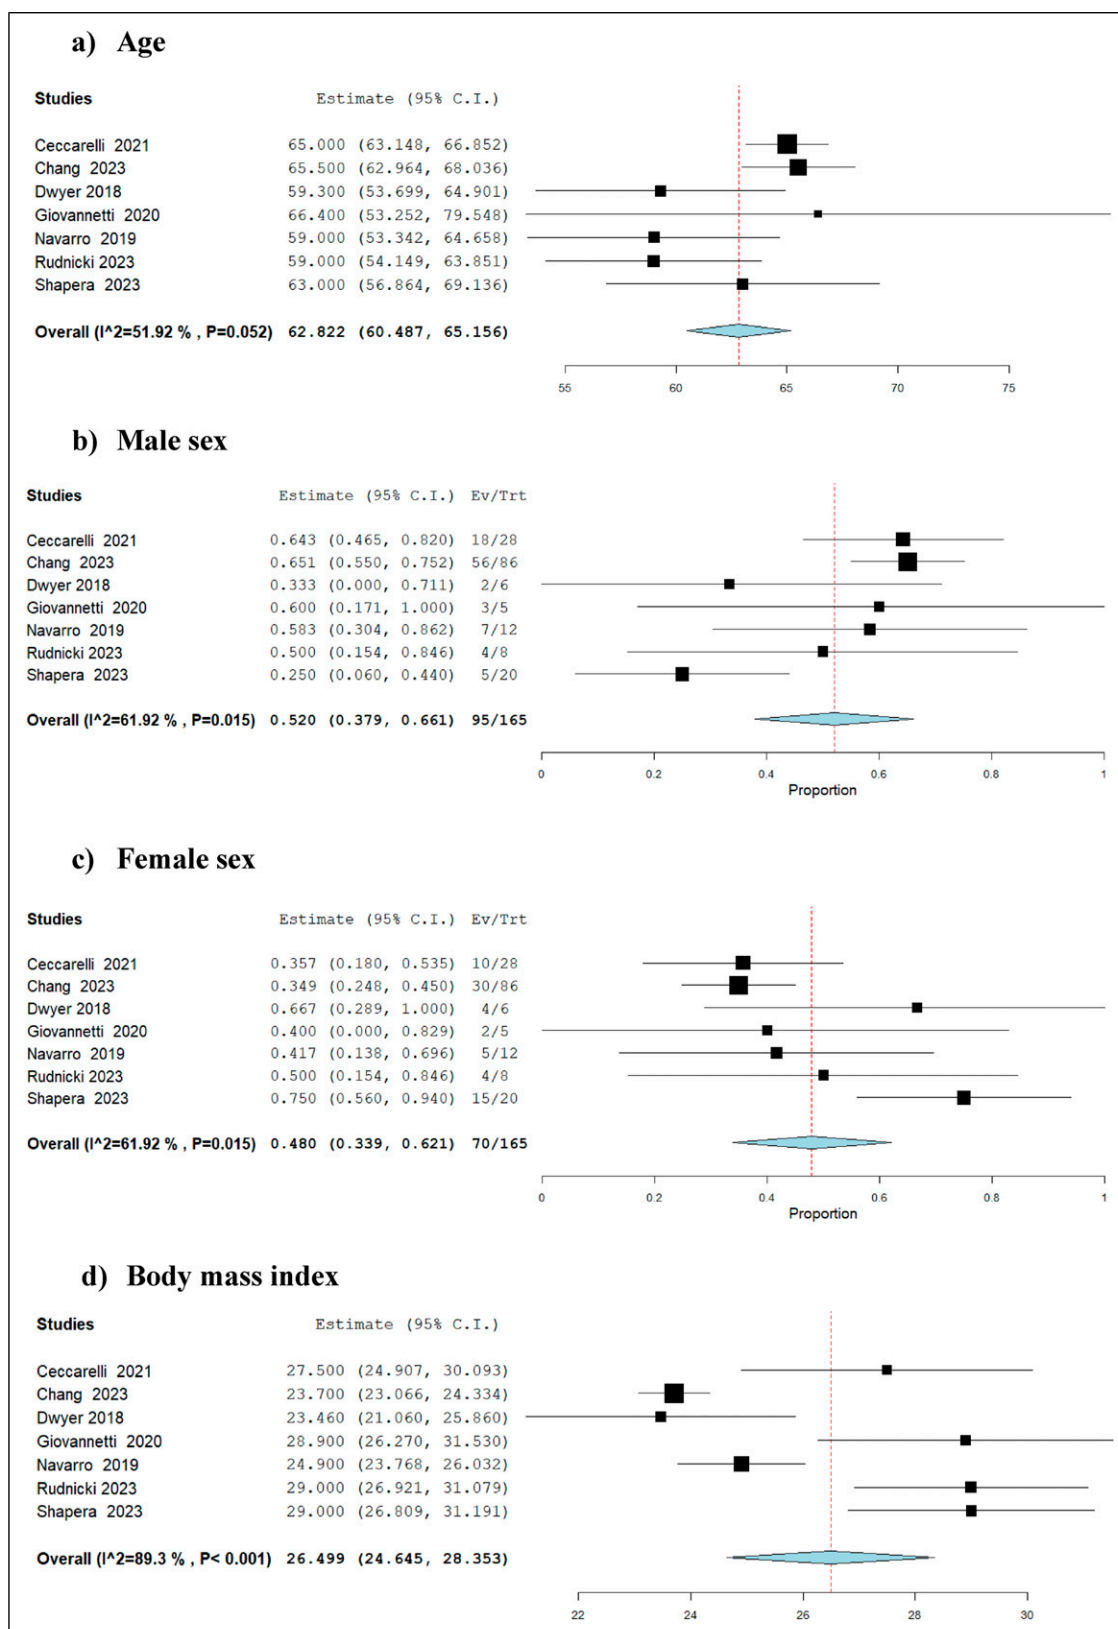 a) Age
Studies Estimate (95% C.I.)
Ceccarelli 2021 65.000 (63.148, 66.852)
Chang 2023 65.500 (62.964, 68.036)
Dwyer 2018 59.300 (53.699, 64.901)
Giovannetti 2020 66.400 (53.252, 79.548)
Navarro 2019 59.000 (53.342, 64.658)
Rudnicki 2023 59.000 (54.149, 63.851)
Shapera 2023 63.000 (56.864, 69.136)
Overall (I^2=51.92 % , P=0.052) 62.822 (60.487, 65.156)
55 60 65 70 75
b) Male sex
Studies Estimate (95% C.I.) Ev/Trt
Ceccarelli 2021 0.643 (0.465, 0.820) 18/28
Chang 2023 0.651 (0.550, 0.752) 56/86
Dwyer 2018 0.333 (0.000, 0.711) 2/6
Giovannetti 2020 0.600 (0.171, 1.000) 3/5
Navarro 2019 0.583 (0.304, 0.862) 7/12
Rudnicki 2023 0.500 (0.154, 0.846) 4/8
Shapera 2023 0.250 (0.060, 0.440) 5/20
Overall (I^2=61.92 % , P=0.015) 0.520 (0.379, 0.661) 95/165
0 0.2 0.4 0.6 0.8 1
Proportion
c) Female sex
Studies Estimate (95% C.I.) Ev/Trt
Ceccarelli 2021 0.357 (0.180, 0.535) 10/28
Chang 2023 0.349 (0.248, 0.450) 30/86
Dwyer 2018 0.667 (0.289, 1.000) 4/6
Giovannetti 2020 0.400 (0.000, 0.829) 2/5
Navarro 2019 0.417 (0.138, 0.696) 5/12
Rudnicki 2023 0.500 (0.154, 0.846) 4/8
Shapera 2023 0.750 (0.560, 0.940) 15/20
Overall (I^2=61.92 % , P=0.015) 0.480 (0.339, 0.621) 70/165
0 0.2 0.4 0.6 0.8 1
Proportion
d) Body mass index
Studies Estimate (95% C.I.)
Ceccarelli 2021 27.500 (24.907, 30.093)
Chang 2023 23.700 (23.066, 24.334)
Dwyer 2018 23.460 (21.060, 25.860)
Giovannetti 2020 28.900 (26.270, 31.530)
Navarro 2019 24.900 (23.768, 26.032)
Rudnicki 2023 29.000 (26.921, 31.079)
Shapera 2023 29.000 (26.809, 31.191)
Overall (I^2=89.3 % , P< 0.001) 26.499 (24.645, 28.353)
22 24 26 28 30